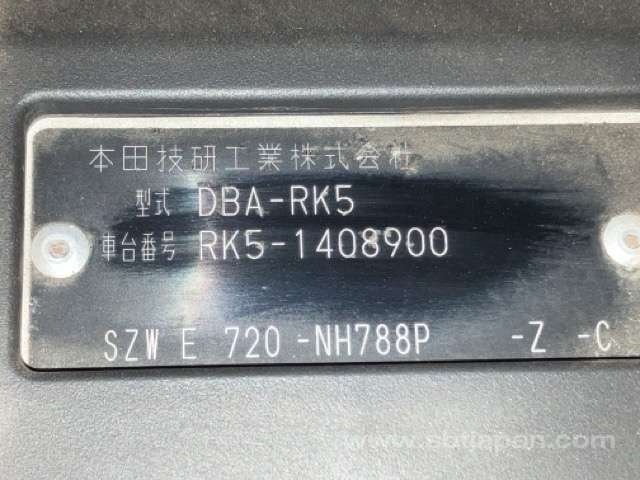 本田技研工業株式会社
型式 DBA-RK5
車台番号 RK5-1408900
SZW E 720 -NH788P -Z -C
www.sbtjapan.com